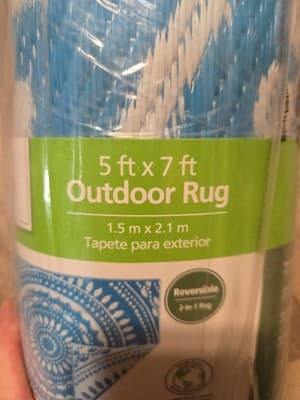 5 ft x 7 ft
Outdoor Rug
1.5 m x 2.1 m
Tapete para exterior
Reversible
2-in-1 Rug